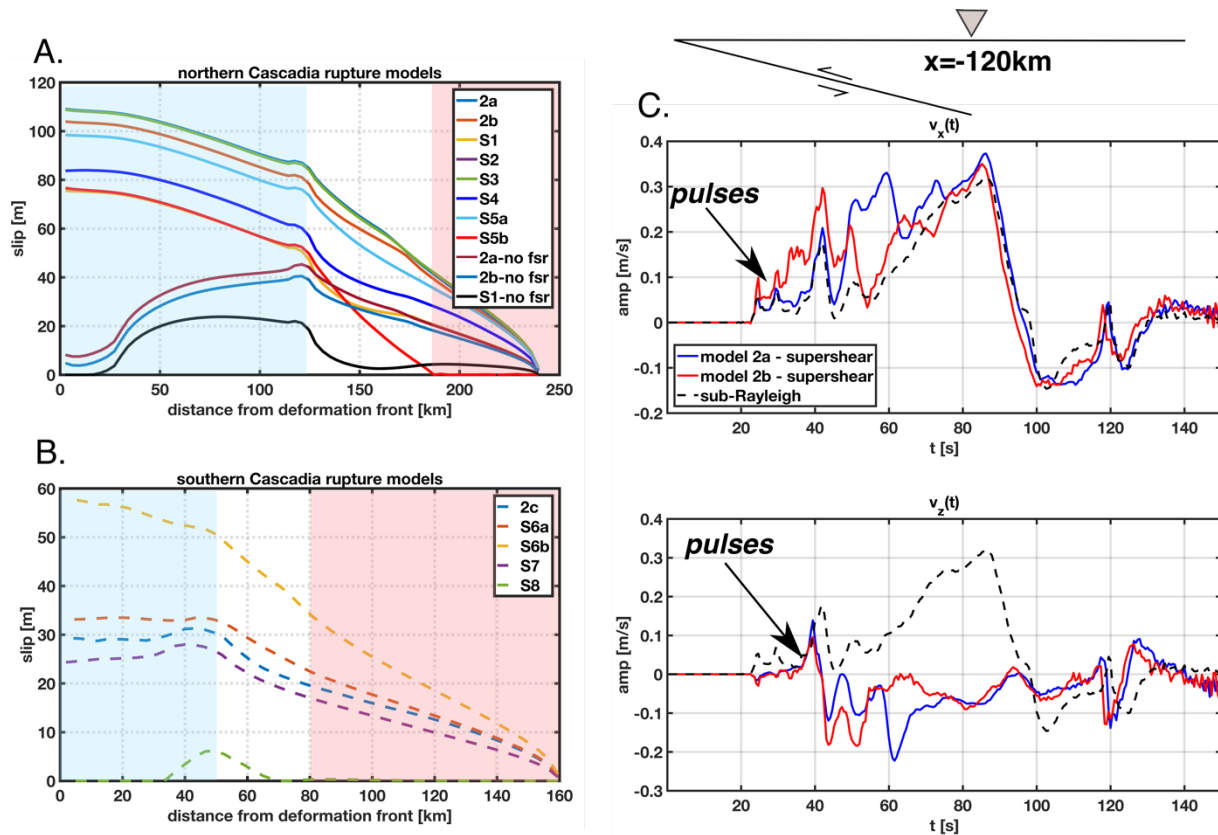 A.
northern Cascadia rupture models
120
100
80
60
40
20
0
slip [m]
2a
2b
S1
S2
S3
S4
S5a
S5b
2a-no fsr
2b-no fsr
S1-no fsr
0 50 100 150 200 250
distance from deformation front [km]
B.
southern Cascadia rupture models
60
50
40
30
20
10
0
slip [m]
2c
S6a
S6b
S7
S8
0 20 40 60 80 100 120 140 160
distance from deformation front [km]
x=-120km
C.
v_x(t)
0.4
0.3
0.2
0.1
0
-0.1
-0.2
amp [m/s]
pulses
model 2a - supershear
model 2b - supershear
sub-Rayleigh
20 40 60 80 100 120 140
t [s]
v_z(t)
0.4
0.3
0.2
0.1
0
-0.1
-0.2
-0.3
amp [m/s]
pulses
20 40 60 80 100 120 140
t [s]